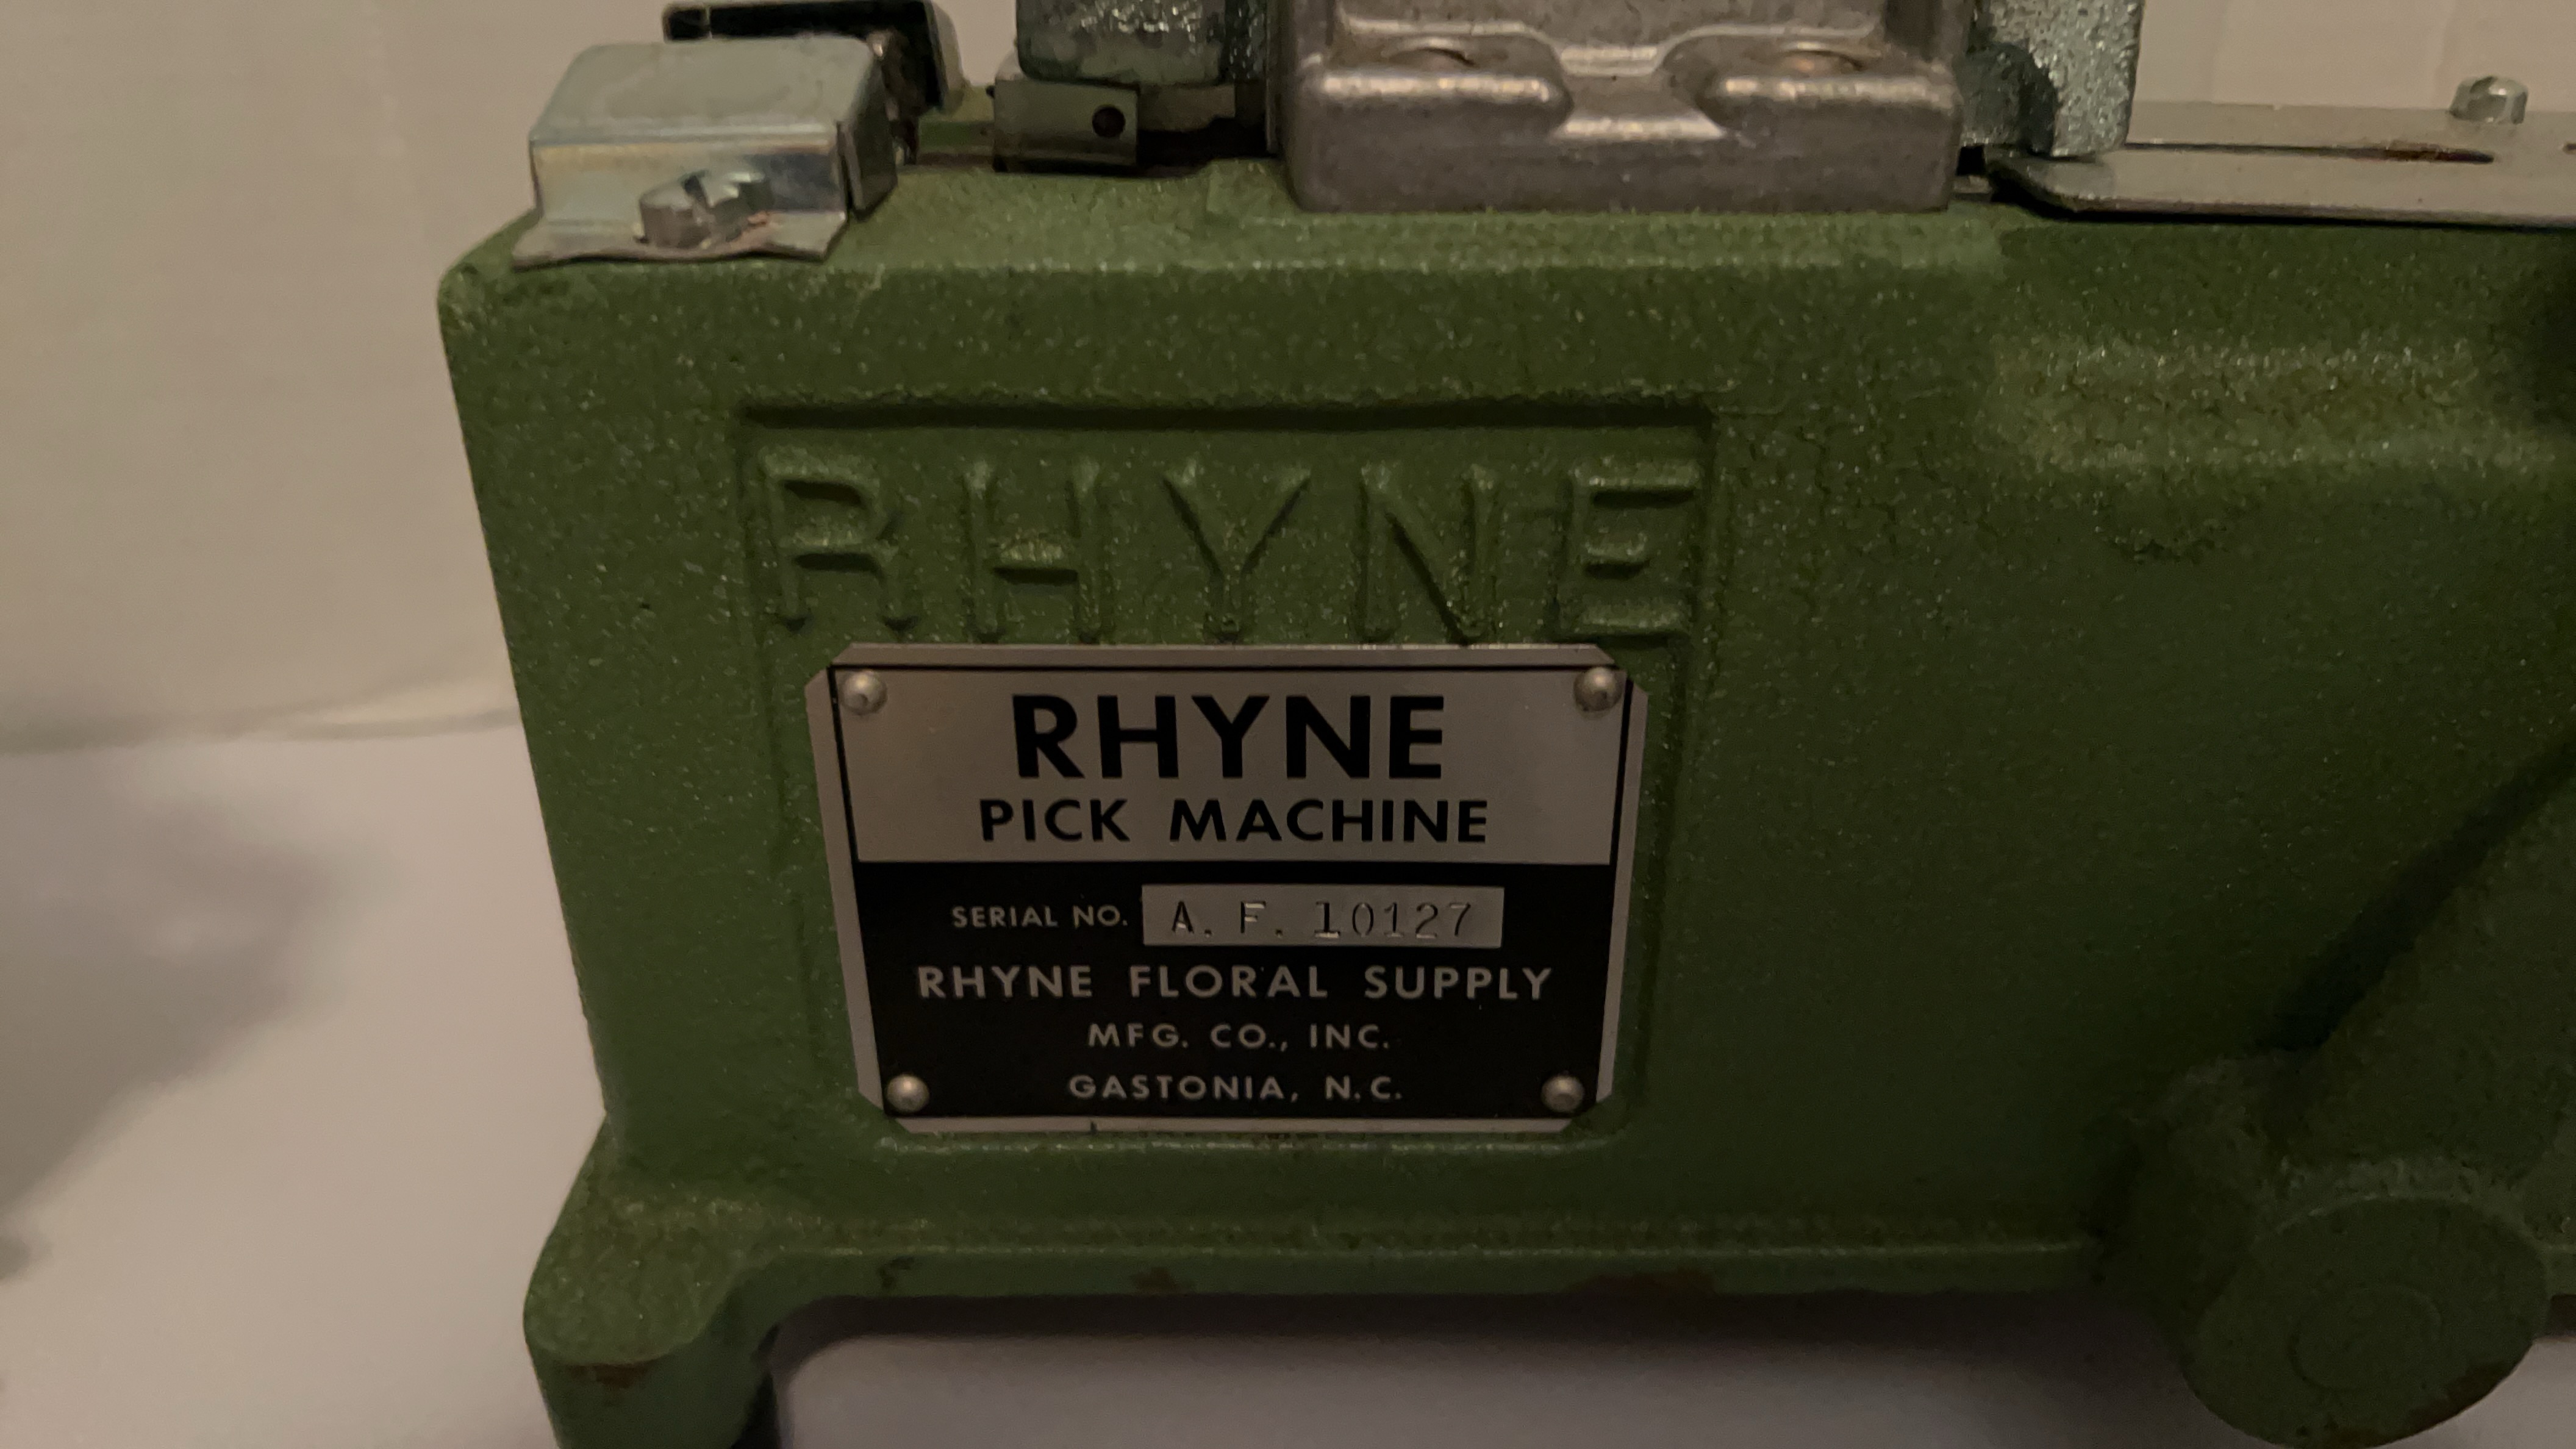 RHYNE
RHYNE
PICK MACHINE
SERIAL NO. A. F. 10127
RHYNE FLORAL SUPPLY
MFG. CO., INC.
GASTONIA, N.C.